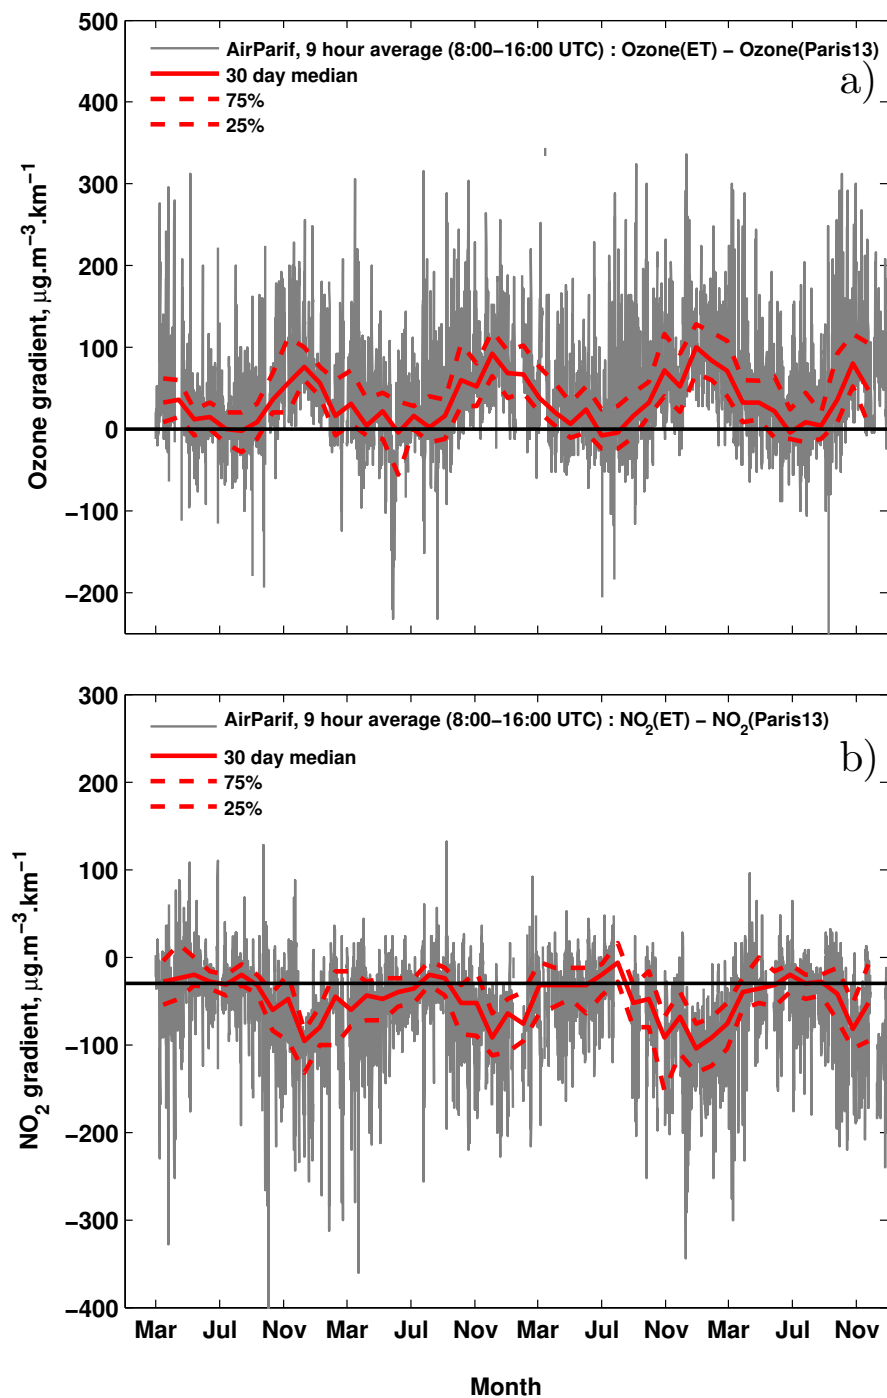 500
AirParif, 9 hour average (8:00−16:00 UTC) : Ozone(ET) − Ozone(Paris13)
30 day median
75%
25%
a)
400
300
200
100
0
−100
−200
Ozone gradient, μg.m⁻³.km⁻¹
300
AirParif, 9 hour average (8:00−16:00 UTC) : NO₂(ET) − NO₂(Paris13)
30 day median
75%
25%
b)
200
100
0
−100
−200
−300
−400
NO₂ gradient, μg.m⁻³.km⁻¹
Mar Jul Nov Mar Jul Nov Mar Jul Nov Mar Jul Nov
Month